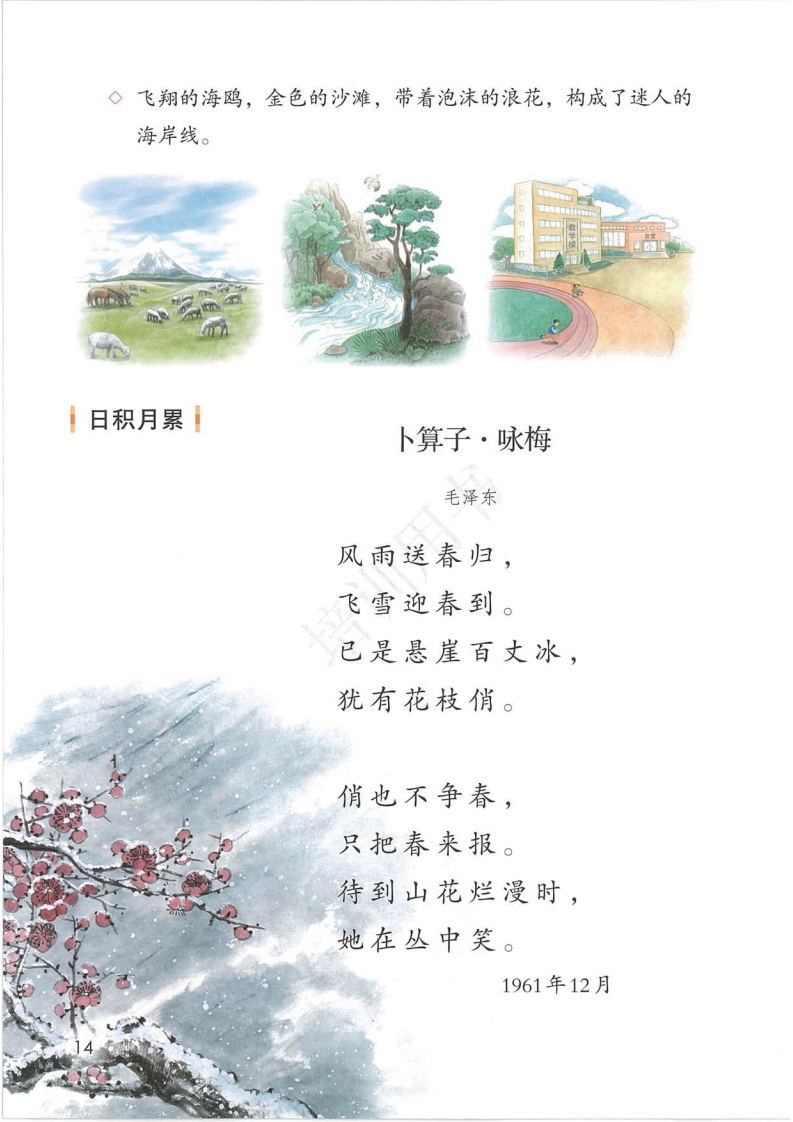 ◇ 飞翔的海鸥，金色的沙滩，带着泡沫的浪花，构成了迷人的
海岸线。
教学楼
食堂
日积月累
卜算子·咏梅
毛泽东
风雨送春归，
飞雪迎春到。
已是悬崖百丈冰，
犹有花枝俏。
俏也不争春，
只把春来报。
待到山花烂漫时，
她在丛中笑。
1961年12月
14
培训用书